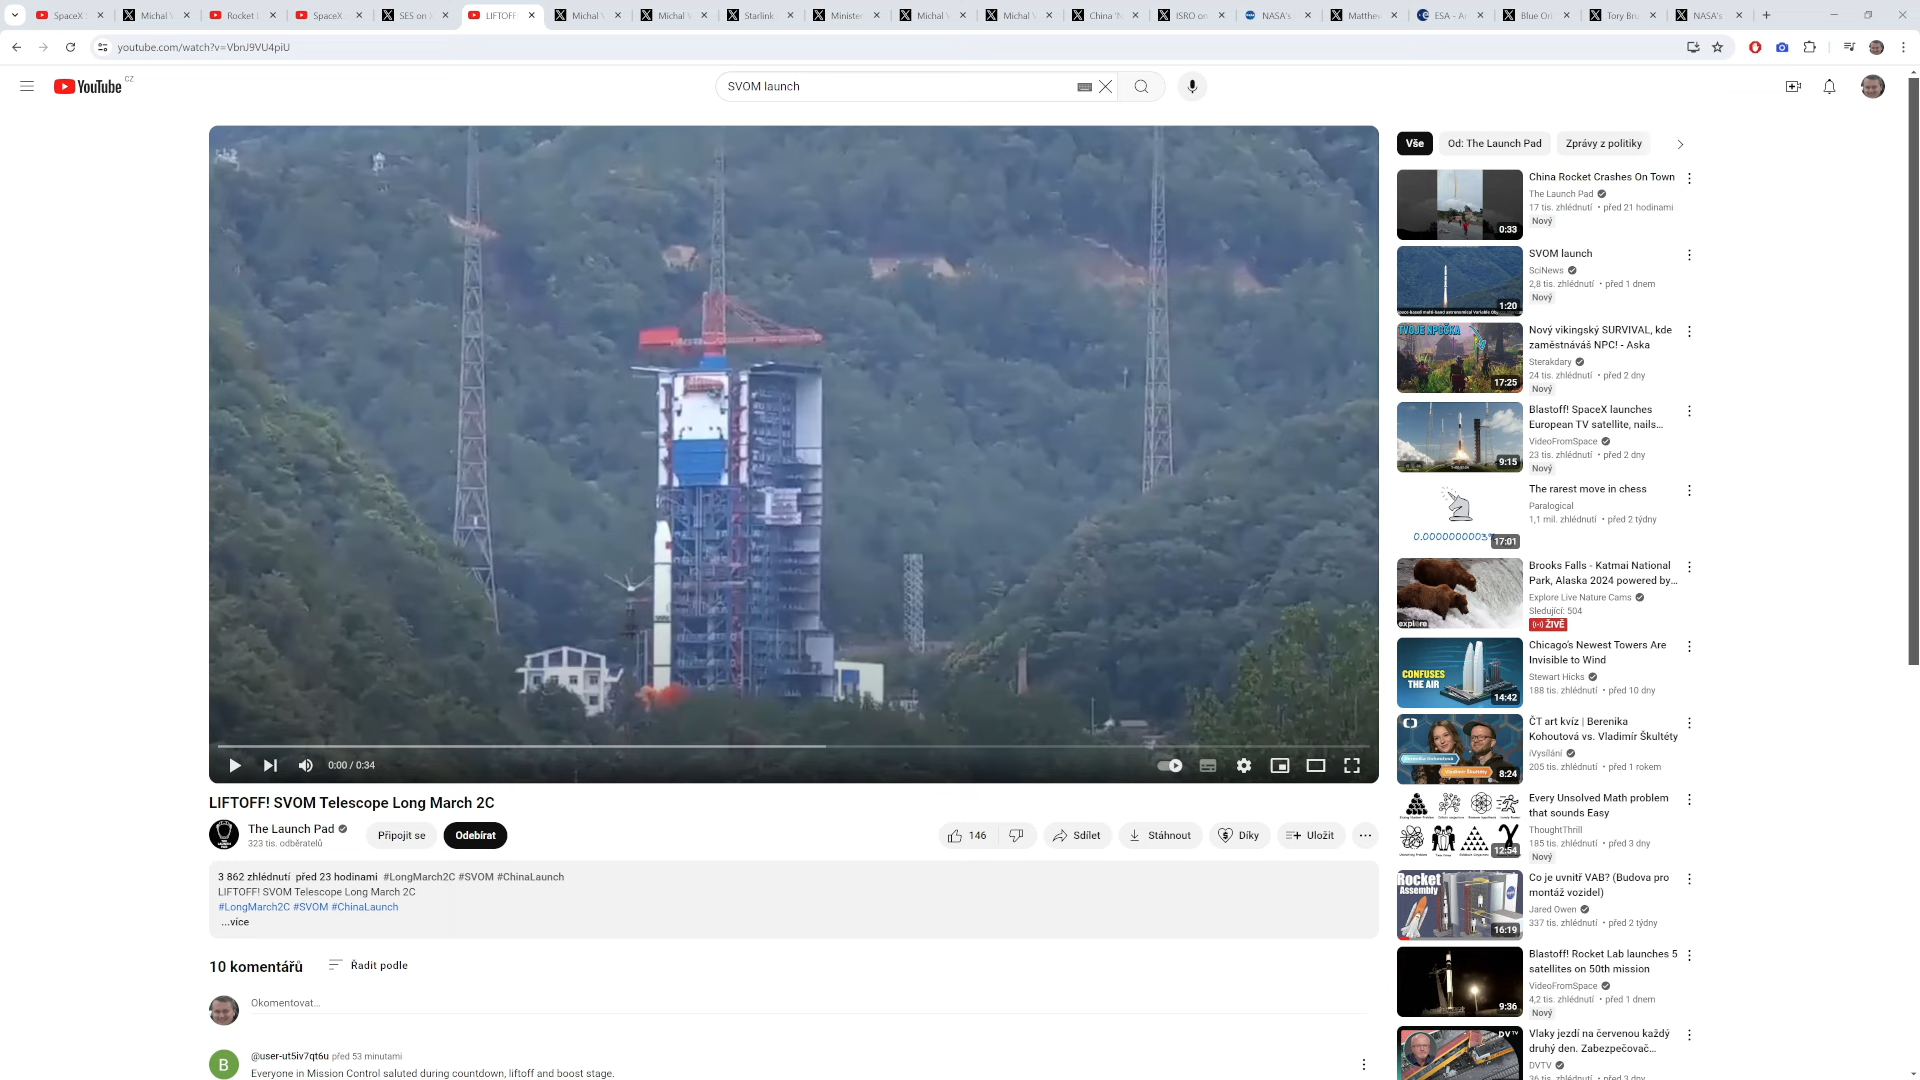 SpaceX
Michal V
Rocket L
SpaceX
SES on X
LIFTOFF
Michal V
Michal V
Starlink
Ministe
Michal V
Michal V
China 'N
ISRO on
NASA's
Matthew
ESA - A
Blue Ori
Tory Bru
NASA's
youtube.com/watch?v=VbnJ9VU4piU
YouTube CZ
SVOM launch
0:00 / 0:34
LIFTOFF! SVOM Telescope Long March 2C
The Launch Pad
323 tis. odběratelů
Připojit se
Odebírat
146
Sdílet
Stáhnout
Díky
Uložit
3 862 zhlédnutí před 23 hodinami #LongMarch2C #SVOM #ChinaLaunch
LIFTOFF! SVOM Telescope Long March 2C
#LongMarch2C #SVOM #ChinaLaunch
...více
10 komentářů
Řadit podle
Okomentovat...
B
@user-ut5iv7qt6u před 53 minutami
Everyone in Mission Control saluted during countdown, liftoff and boost stage.
Vše
Od: The Launch Pad
Zprávy z politiky
0:33
China Rocket Crashes On Town
The Launch Pad
17 tis. zhlédnutí • před 21 hodinami
Nový
1:20
SVOM launch
SciNews
2,8 tis. zhlédnutí • před 1 dnem
Nový
TVOJE NPCČKA
17:25
Nový vikingský SURVIVAL, kde
zaměstnáváš NPC! - Aska
Sterakdary
24 tis. zhlédnutí • před 2 dny
Nový
9:15
Blastoff! SpaceX launches
European TV satellite, nails...
VideoFromSpace
23 tis. zhlédnutí • před 2 dny
Nový
17:01
The rarest move in chess
Paralogical
1,1 mil. zhlédnutí • před 2 týdny
explore
Brooks Falls - Katmai National
Park, Alaska 2024 powered by...
Explore Live Nature Cams
Sledující: 504
ŽIVĚ
CONFUSES
THE AIR
14:42
Chicago's Newest Towers Are
Invisible to Wind
Stewart Hicks
188 tis. zhlédnutí • před 10 dny
Berenika Kohoutová
Vladimír Škultéty
8:24
ČT art kvíz | Berenika
Kohoutová vs. Vladimír Škultéty
iVysílání
205 tis. zhlédnutí • před 1 rokem
12:54
Every Unsolved Math problem
that sounds Easy
ThoughtThrill
185 tis. zhlédnutí • před 3 dny
Nový
Rocket
Assembly
16:19
Co je uvnitř VAB? (Budova pro
montáž vozidel)
Jared Owen
337 tis. zhlédnutí • před 2 týdny
9:36
Blastoff! Rocket Lab launches 5
satellites on 50th mission
VideoFromSpace
4,2 tis. zhlédnutí • před 1 dnem
Nový
DVTV
Vlaky jezdí na červenou každý
druhý den. Zabezpečovač...
DVTV
36 tis. zhlédnutí • před 3 dny